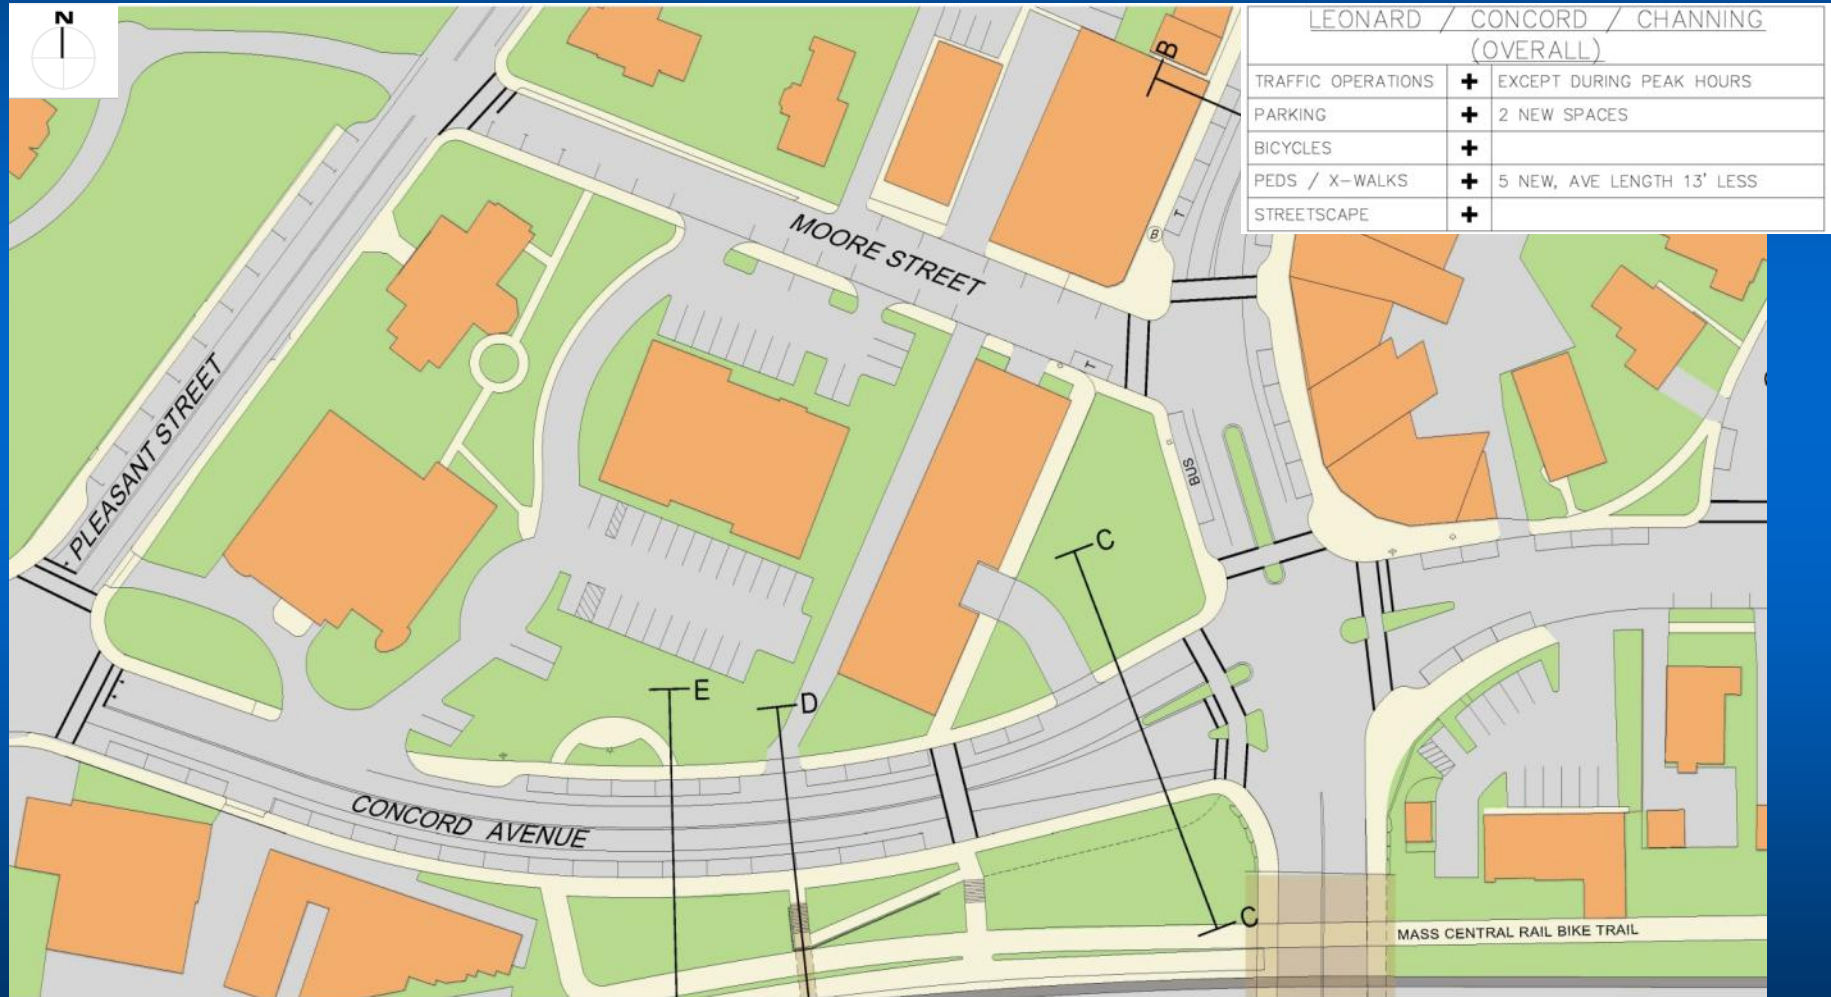 N
LEONARD / CONCORD / CHANNING
(OVERALL)
TRAFFIC OPERATIONS + EXCEPT DURING PEAK HOURS
PARKING + 2 NEW SPACES
BICYCLES +
PEDS / X-WALKS + 5 NEW, AVE LENGTH 13' LESS
STREETSCAPE +
B
T
B
MOORE STREET
T
PLEASANT STREET
BUS
C
E
D
CONCORD AVENUE
C
MASS CENTRAL RAIL BIKE TRAIL